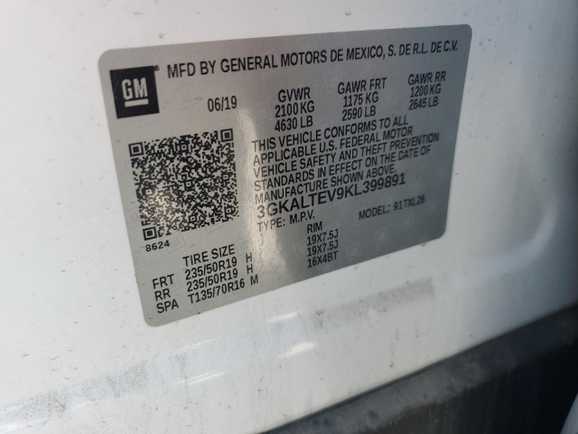 GM
MFD BY GENERAL MOTORS DE MEXICO, S. DE R.L. DE C.V.
06/19 GVWR GAWR FRT GAWR RR
2100 KG 1175 KG 1200 KG
4630 LB 2590 LB 2645 LB
THIS VEHICLE CONFORMS TO ALL
APPLICABLE U.S. FEDERAL MOTOR
VEHICLE SAFETY AND THEFT PREVENTION
STANDARDS IN EFFECT ON THE DATE OF
MANUFACTURE SHOWN ABOVE.
3GKALTEV9KL399891
TYPE: M.P.V. MODEL: 91TXL26
8624
TIRE SIZE RIM
FRT 235/50R19 H 19X7.5J
RR 235/50R19 H 19X7.5J
SPA T135/70R16 M 16X4BT